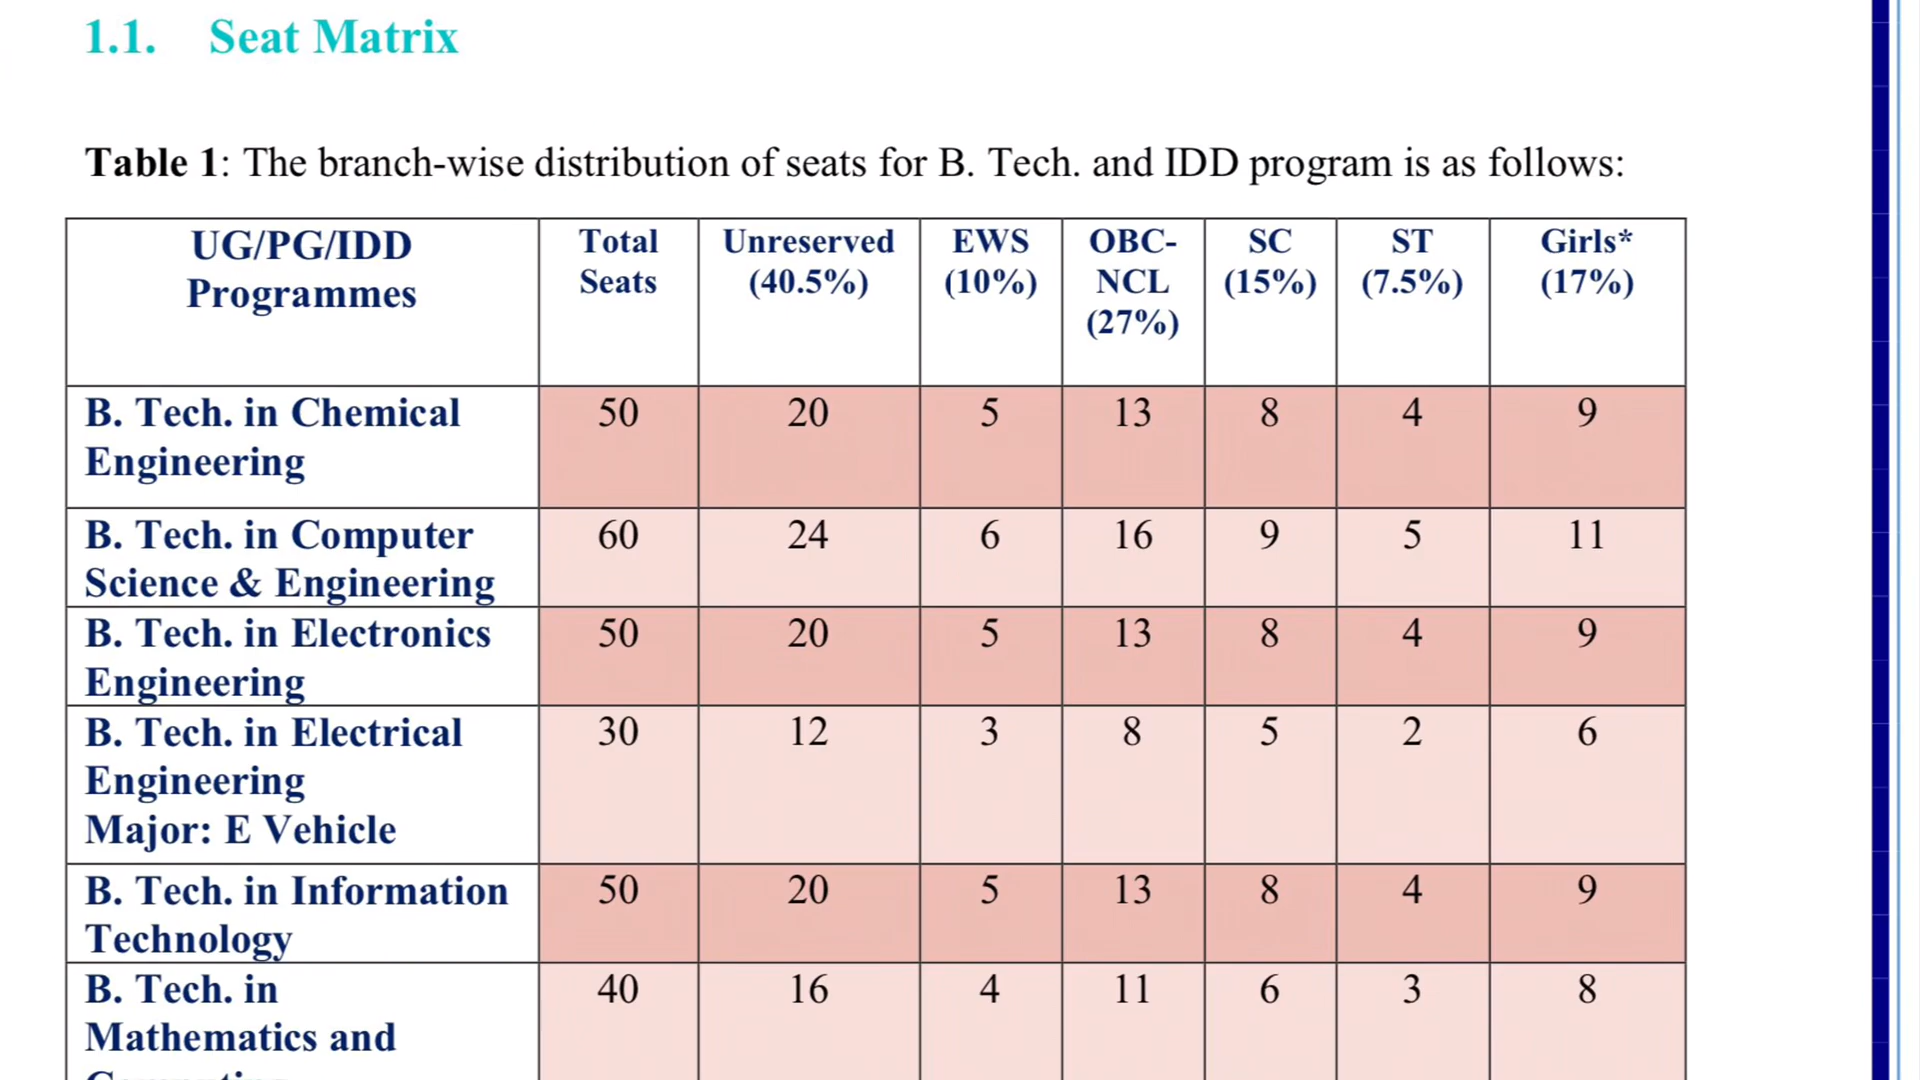 1.1. Seat Matrix
Table 1: The branch-wise distribution of seats for B. Tech. and IDD program is as follows:
UG/PG/IDD Programmes Total Seats Unreserved (40.5%) EWS (10%) OBC-NCL (27%) SC (15%) ST (7.5%) Girls* (17%)
B. Tech. in Chemical Engineering 50 20 5 13 8 4 9
B. Tech. in Computer Science & Engineering 60 24 6 16 9 5 11
B. Tech. in Electronics Engineering 50 20 5 13 8 4 9
B. Tech. in Electrical Engineering Major: E Vehicle 30 12 3 8 5 2 6
B. Tech. in Information Technology 50 20 5 13 8 4 9
B. Tech. in Mathematics and 40 16 4 11 6 3 8